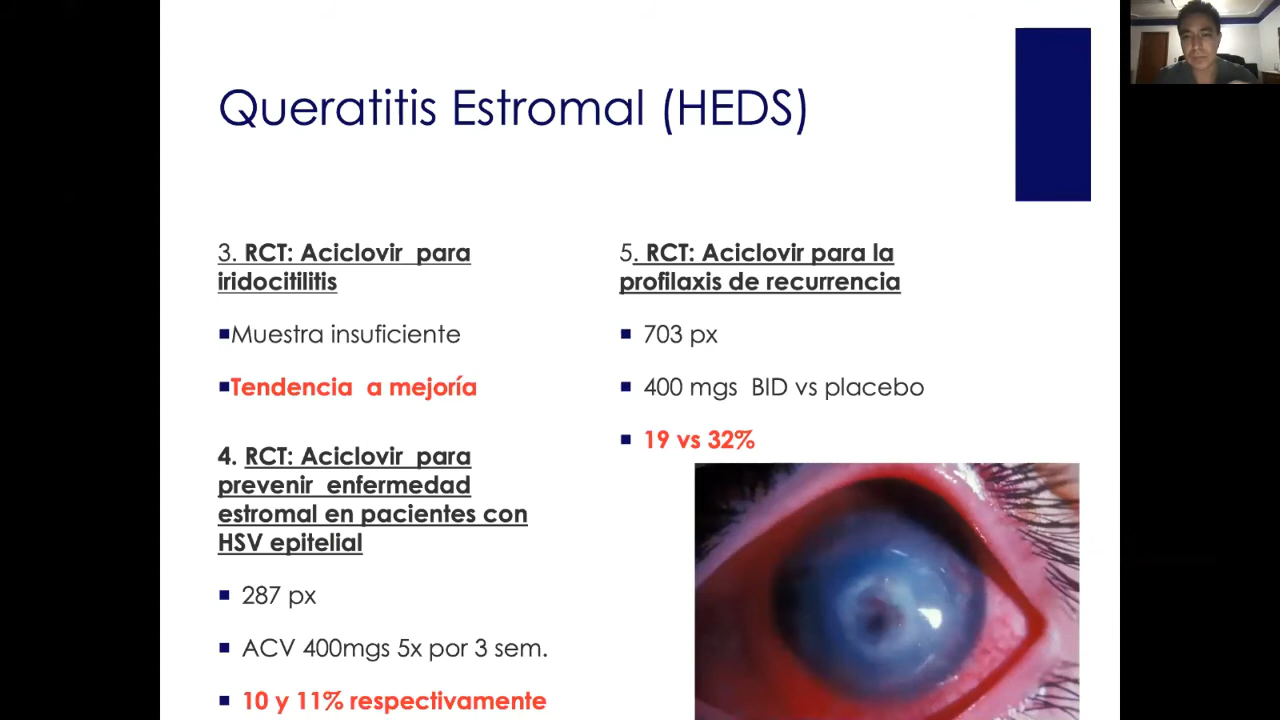 Queratitis Estromal (HEDS)
3. RCT: Aciclovir para
iridocitilitis
▪Muestra insuficiente
▪Tendencia a mejoría
4. RCT: Aciclovir para
prevenir enfermedad
estromal en pacientes con
HSV epitelial
▪ 287 px
▪ ACV 400mgs 5x por 3 sem.
▪ 10 y 11% respectivamente
5. RCT: Aciclovir para la
profilaxis de recurrencia
▪ 703 px
▪ 400 mgs BID vs placebo
▪ 19 vs 32%